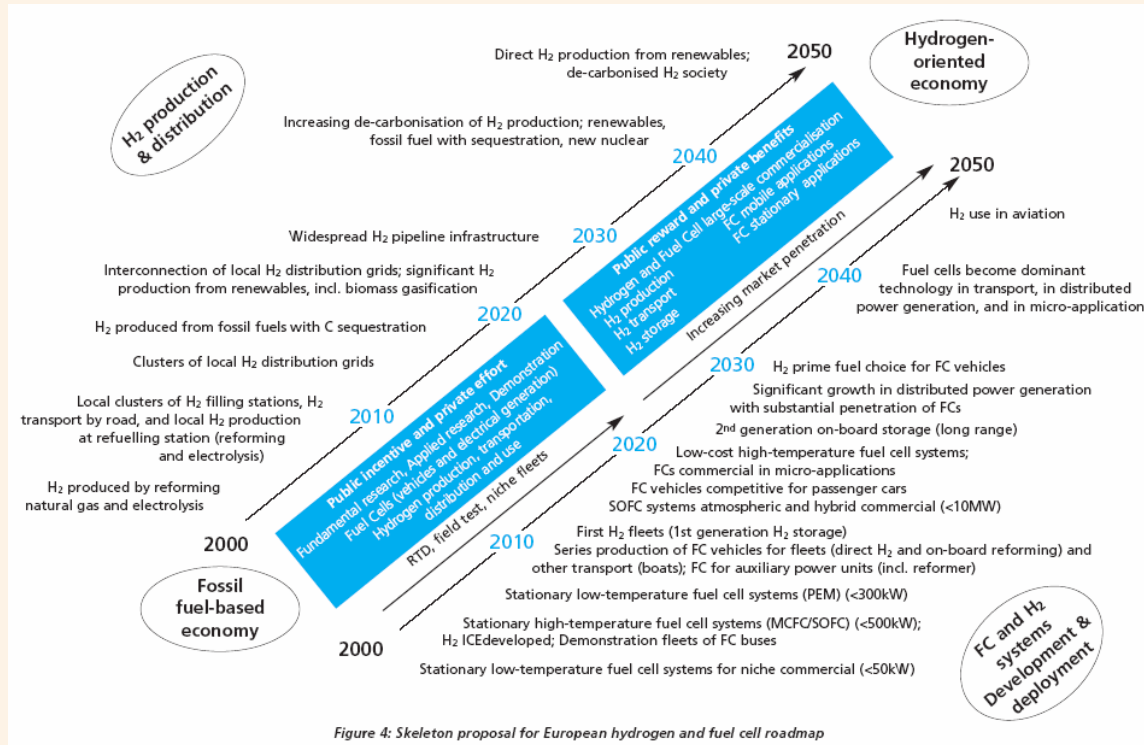 H2 production
& distribution
Direct H2 production from renewables;
de-carbonised H2 society
2050
Hydrogen-
oriented
economy
Increasing de-carbonisation of H2 production; renewables,
fossil fuel with sequestration, new nuclear
2040
Widespread H2 pipeline infrastructure
2030
Interconnection of local H2 distribution grids; significant H2
production from renewables, incl. biomass gasification
2020
H2 produced from fossil fuels with C sequestration
Clusters of local H2 distribution grids
Local clusters of H2 filling stations, H2
transport by road, and local H2 production
at refuelling station (reforming
and electrolysis)
2010
H2 produced by reforming
natural gas and electrolysis
2000
Fossil
fuel-based
economy
Public incentive and private effort
Fundamental research, Applied research, Demonstration
Fuel Cells (vehicles and electrical generation)
Hydrogen production, transportation,
distribution and use
Public reward and private benefits
Hydrogen and Fuel Cell large-scale commercialisation
H2 production
FC mobile applications
H2 transport
FC stationary applications
H2 storage
RTD, field test, niche fleets
Increasing market penetration
2050
H2 use in aviation
2040
Fuel cells become dominant
technology in transport, in distributed
power generation, and in micro-application
2030
H2 prime fuel choice for FC vehicles
Significant growth in distributed power generation
with substantial penetration of FCs
2nd generation on-board storage (long range)
2020
Low-cost high-temperature fuel cell systems;
FCs commercial in micro-applications
FC vehicles competitive for passenger cars
SOFC systems atmospheric and hybrid commercial (<10MW)
First H2 fleets (1st generation H2 storage)
2010
Series production of FC vehicles for fleets (direct H2 and on-board reforming) and
other transport (boats); FC for auxiliary power units (incl. reformer)
Stationary low-temperature fuel cell systems (PEM) (<300kW)
Stationary high-temperature fuel cell systems (MCFC/SOFC) (<500kW);
H2 ICEdeveloped; Demonstration fleets of FC buses
2000
Stationary low-temperature fuel cell systems for niche commercial (<50kW)
FC and H2
systems
Development &
deployment
Figure 4: Skeleton proposal for European hydrogen and fuel cell roadmap